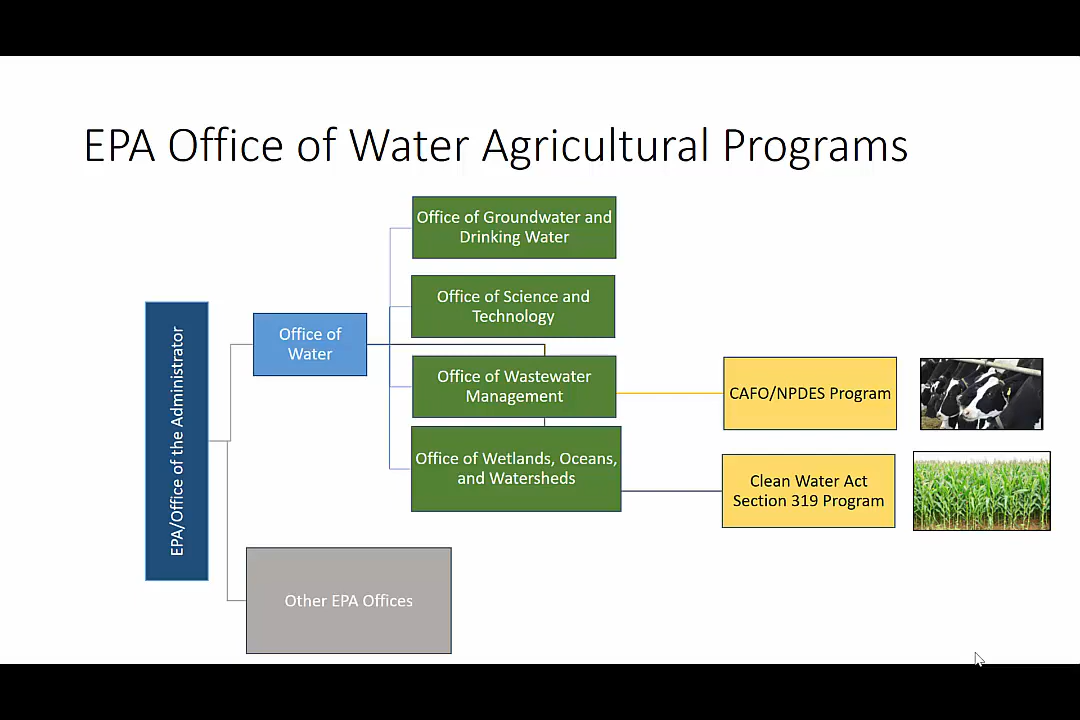 EPA Office of Water Agricultural Programs
Office of Groundwater and
Drinking Water
Office of Science and
Technology
Office of
Water
Office of Wastewater
Management
CAFO/NPDES Program
EPA/Office of the Administrator
Office of Wetlands, Oceans,
and Watersheds
Clean Water Act
Section 319 Program
Other EPA Offices